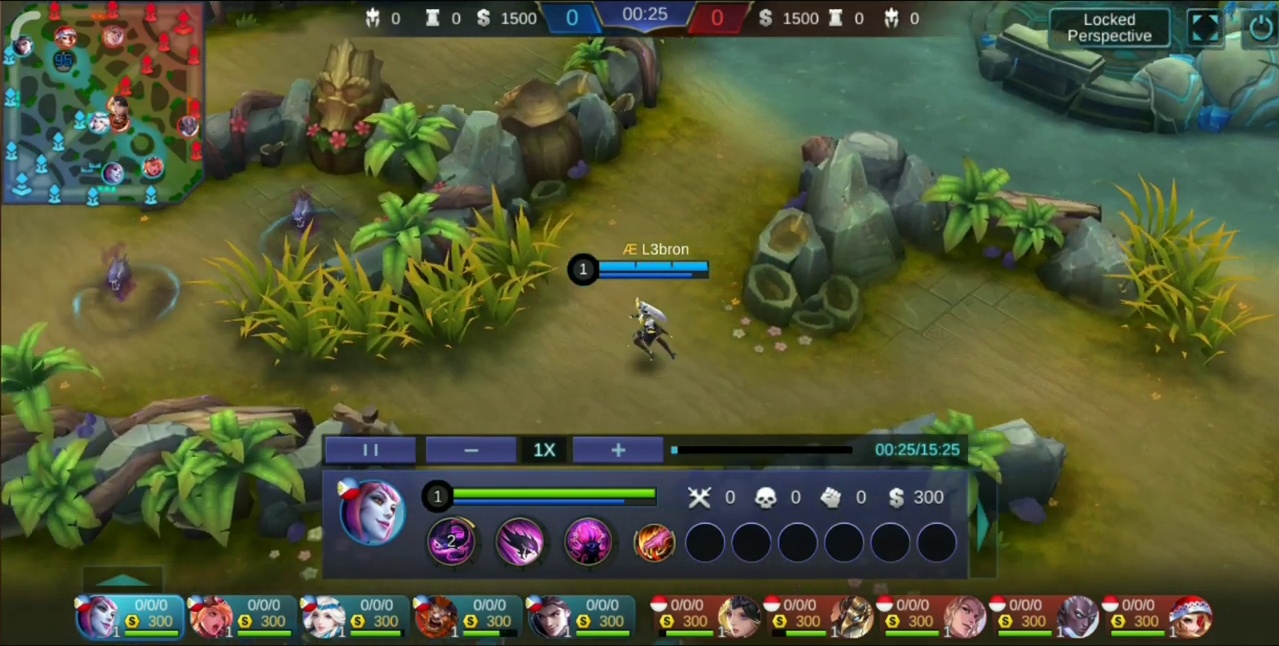 0 0 $ 1500 0 00:25 0 $ 1500 0 0
Locked
Perspective
95
Æ L3bron
1
1X
00:25/15:25
1
0 0 0 $ 300
2
0/0/0 0/0/0 0/0/0 0/0/0 0/0/0 0/0/0 0/0/0 0/0/0 0/0/0 0/0/0
S 300 S 300 S 300 S 300 S 300 S 300 S 300 S 300 S 300 S 300
1 1 1 1 1 1 1 1 1 1